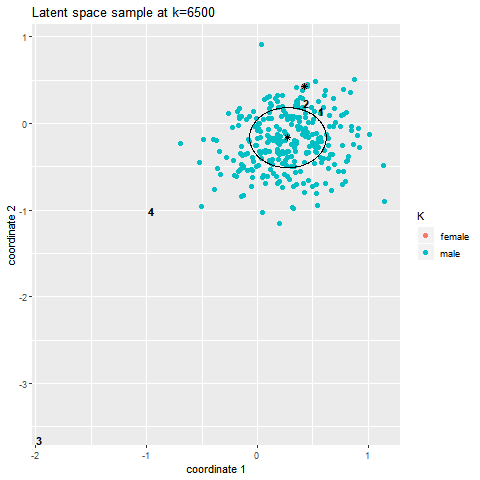 Latent space sample at k=6500
1
0
-1
-2
-3
coordinate 2
2
1
4
3
-2
-1
0
1
coordinate 1
K
female
male